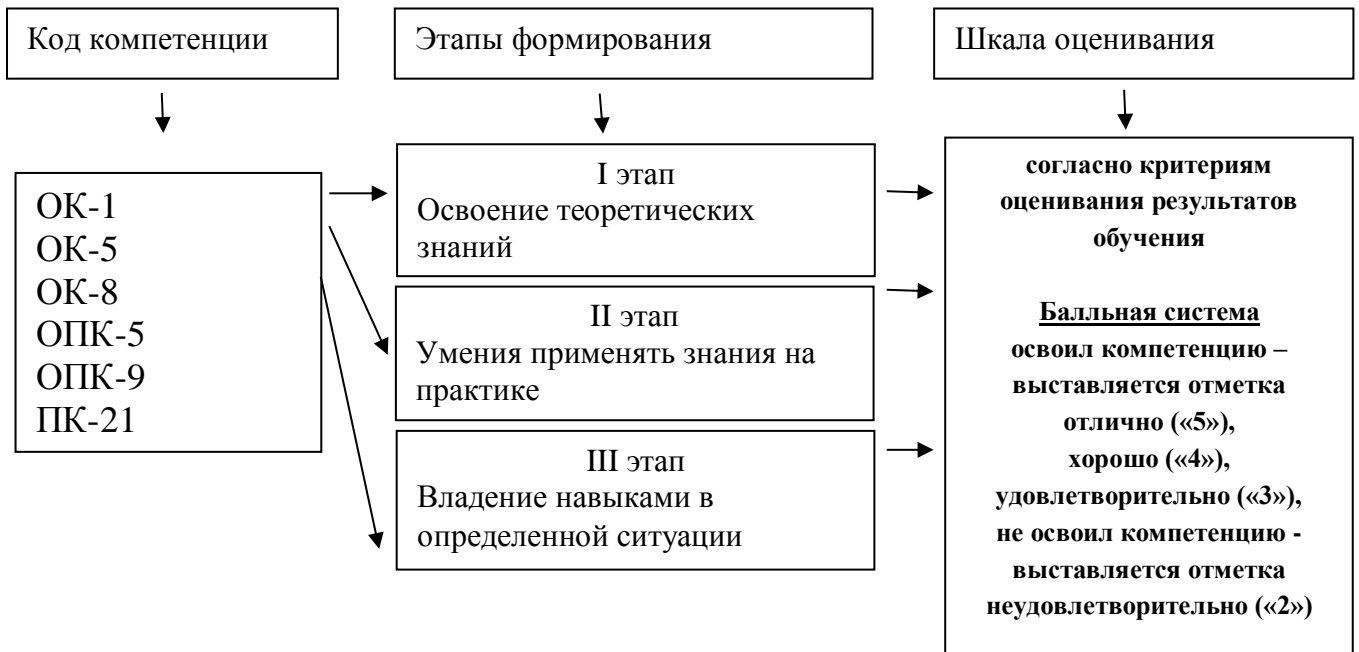 Код компетенции
Этапы формирования
Шкала оценивания
ОК-1
ОК-5
ОК-8
ОПК-5
ОПК-9
ПК-21
I этап
Освоение теоретических
знаний
II этап
Умения применять знания на
практике
III этап
Владение навыками в
определенной ситуации
согласно критериям
оценивания результатов
обучения
Балльная система
освоил компетенцию –
выставляется отметка
отлично («5»),
хорошо («4»),
удовлетворительно («3»),
не освоил компетенцию -
выставляется отметка
неудовлетворительно («2»)